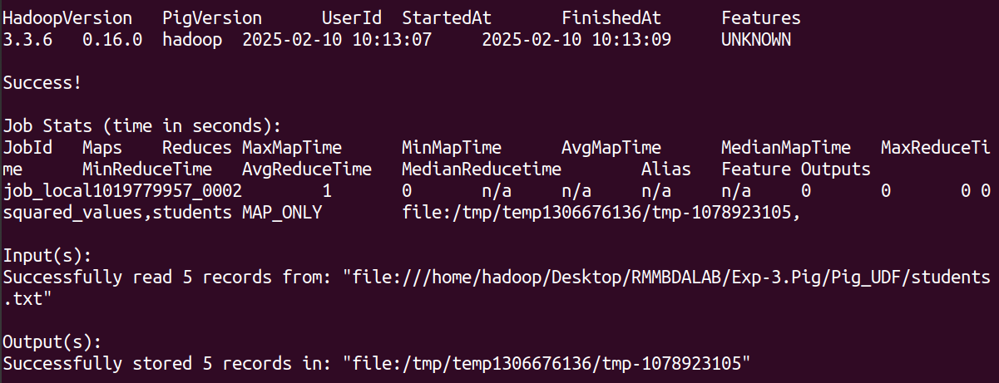 HadoopVersion   PigVersion      UserId  StartedAt       FinishedAt      Features
3.3.6   0.16.0  hadoop  2025-02-10 10:13:07     2025-02-10 10:13:09     UNKNOWN
Success!
Job Stats (time in seconds):
JobId   Maps    Reduces MaxMapTime      MinMapTime      AvgMapTime      MedianMapTime   MaxReduceTi
me      MinReduceTime   AvgReduceTime   MedianReducetime        Alias   Feature Outputs
job_local1019779957_0002        1       0       n/a     n/a     n/a     n/a     0       0       0 0
squared_values,students MAP_ONLY        file:/tmp/temp1306676136/tmp-1078923105,
Input(s):
Successfully read 5 records from: "file:///home/hadoop/Desktop/RMMBDALAB/Exp-3.Pig/Pig_UDF/students
.txt"
Output(s):
Successfully stored 5 records in: "file:/tmp/temp1306676136/tmp-1078923105"